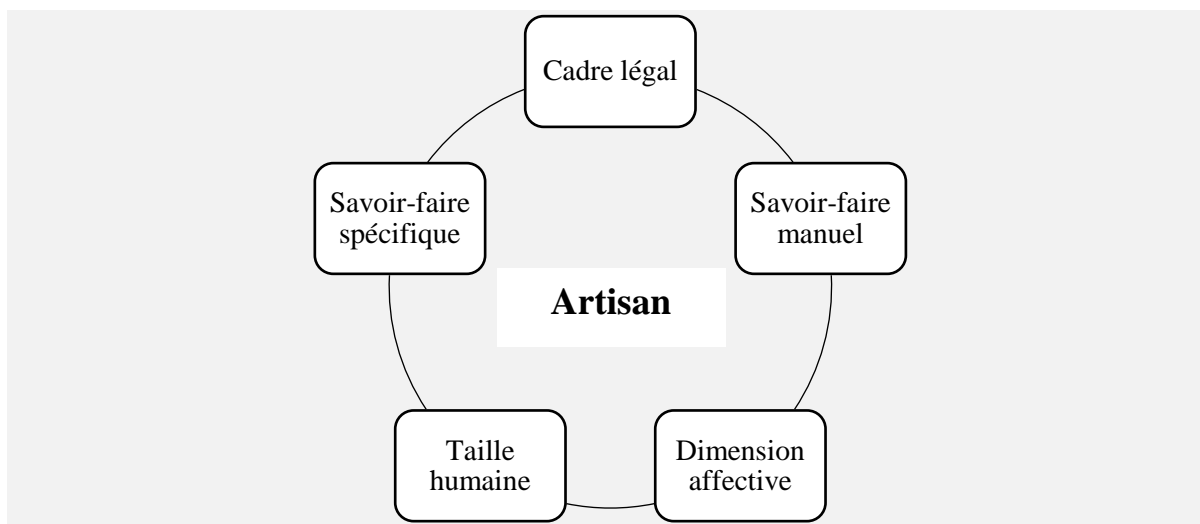 Cadre légal
Savoir-faire
spécifique
Savoir-faire
manuel
Artisan
Taille
humaine
Dimension
affective